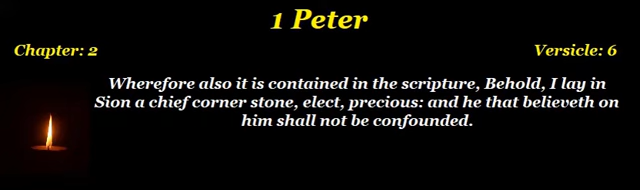 1 Peter
Chapter: 2 Versicle: 6
Wherefore also it is contained in the scripture, Behold, I lay in
Sion a chief corner stone, elect, precious: and he that believeth on
him shall not be confounded.